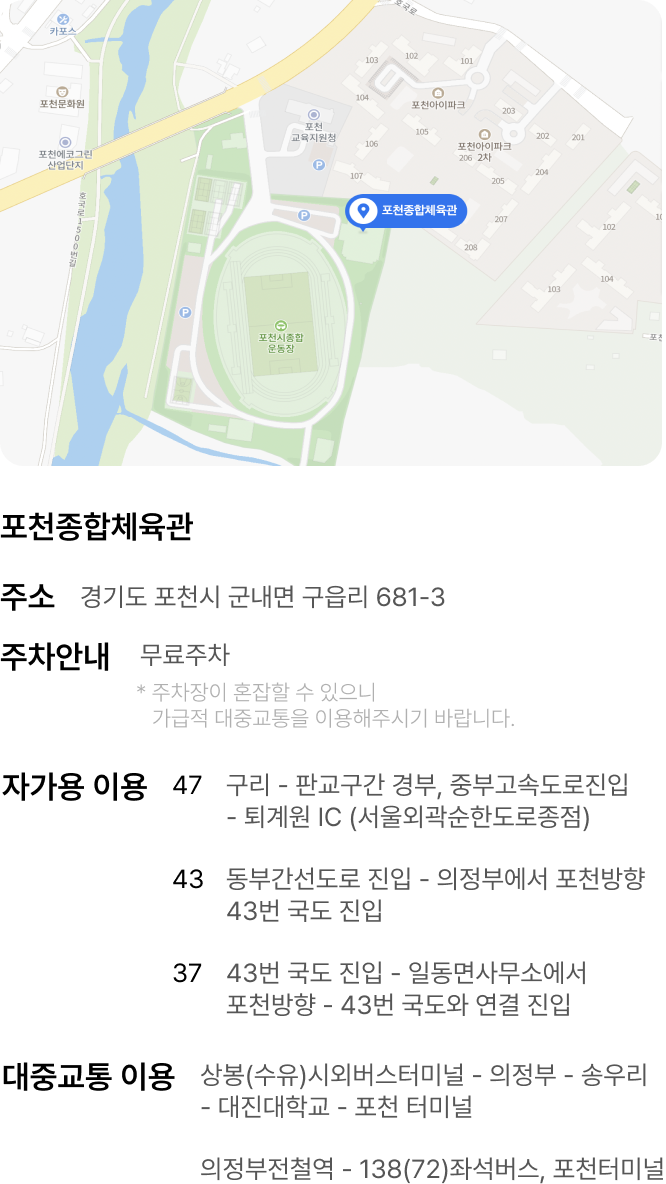 호국로
카포스
포천문화원
포천에코그린
산업단지
호국로1500번길
포천
교육지원청
P
103
102
101
104
포천아이파크
203
105
106
포천아이파크
2차
206
202
201
204
205
107
포천종합체육관
P
207
208
102
104
103
P
포천시종합
운동장
110
포천종합체육관
주소 경기도 포천시 군내면 구읍리 681-3
주차안내 무료주차
* 주차장이 혼잡할 수 있으니
가급적 대중교통을 이용해주시기 바랍니다.
자가용 이용 47 구리 - 판교구간 경부, 중부고속도로진입
- 퇴계원 IC (서울외곽순한도로종점)
43 동부간선도로 진입 - 의정부에서 포천방향
43번 국도 진입
37 43번 국도 진입 - 일동면사무소에서
포천방향 - 43번 국도와 연결 진입
대중교통 이용 상봉(수유)시외버스터미널 - 의정부 - 송우리
- 대진대학교 - 포천 터미널
의정부전철역 - 138(72)좌석버스, 포천터미널